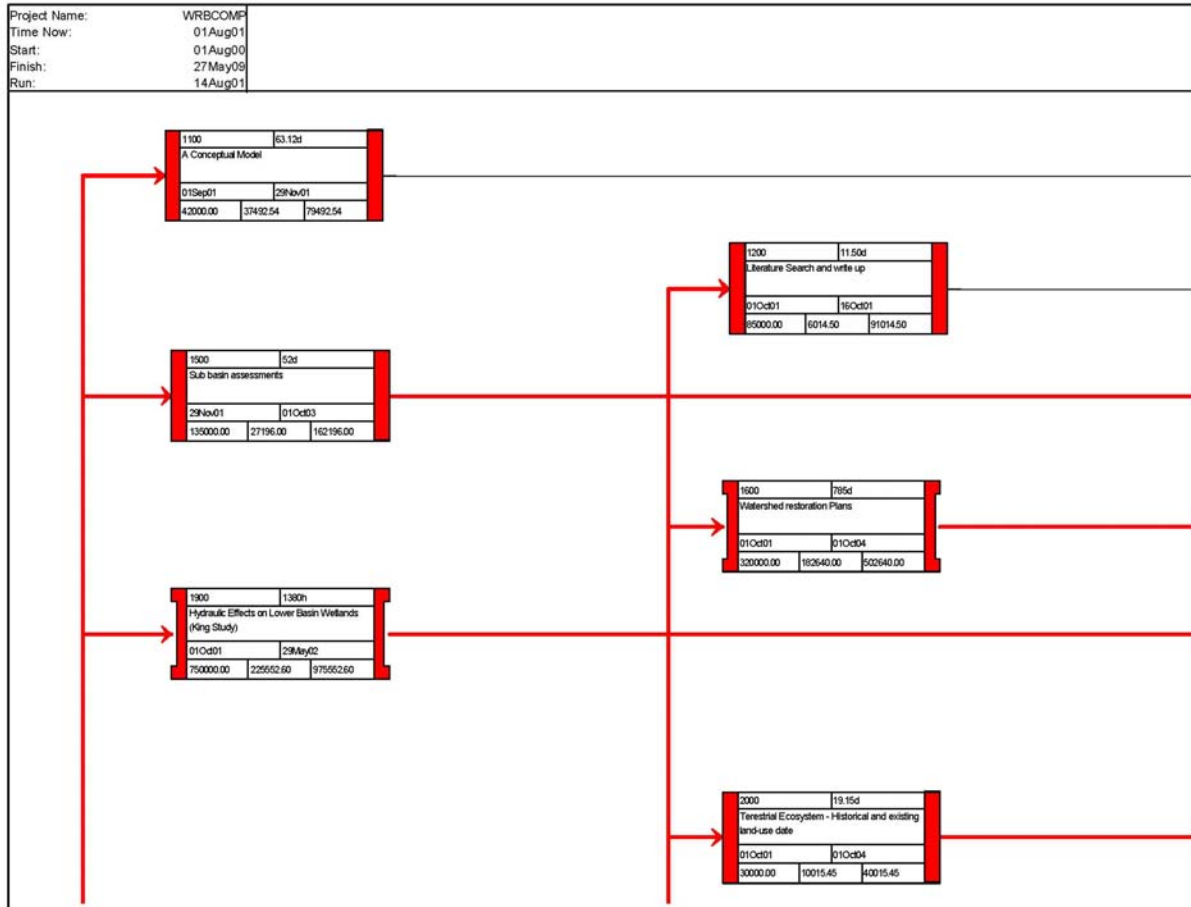 Project Name: WRBCOMP
Time Now: 01Aug01
Start: 01Aug00
Finish: 27May09
Run: 14Aug01
1100 63.12d
A Conceptual Model
01Sep01 29Nov01
42000.00 37492.54 79492.54
1200 11.50d
Literature Search and write up
01Oct01 16Oct01
85000.00 6014.50 91014.50
1500 52d
Sub basin assessments
29Nov01 01Oct03
135000.00 27196.00 162196.00
1600 785d
Watershed restoration Plans
01Oct01 01Oct04
320000.00 182640.00 502640.00
1900 1380h
Hydraulic Effects on Lower Basin Wetlands
(King Study)
01Oct01 29May02
750000.00 225552.60 975552.60
2000 19.15d
Terestrial Ecosystem - Historical and existing
land-use date
01Oct01 01Oct04
30000.00 10015.45 40015.45